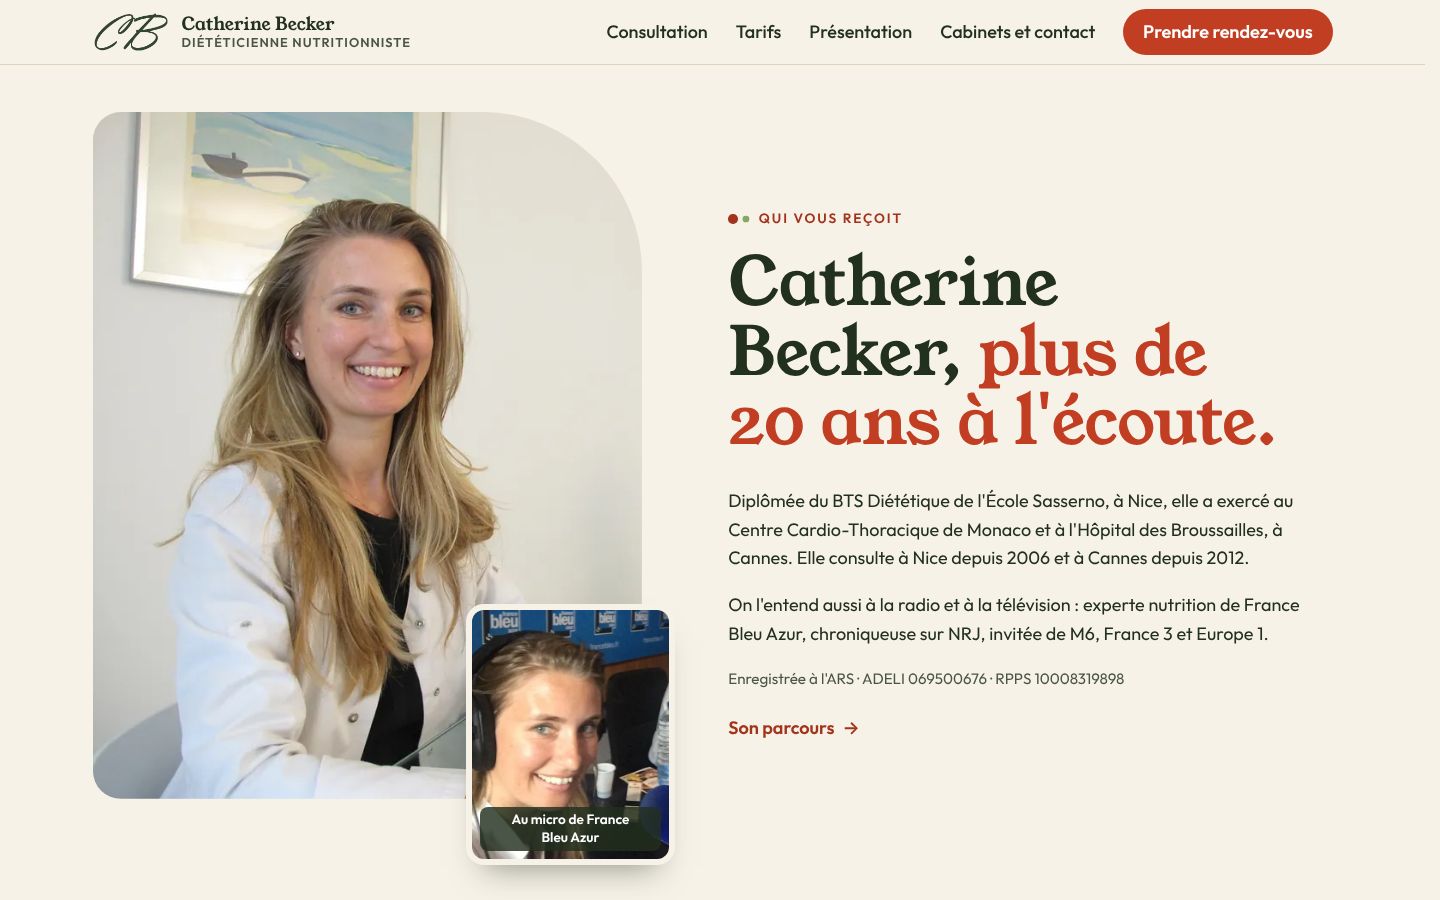 CB
Catherine Becker
DIÉTÉTICIENNE NUTRITIONNISTE
Consultation
Tarifs
Présentation
Cabinets et contact
Prendre rendez-vous
QUI VOUS REÇOIT
Catherine
Becker, plus de
20 ans à l'écoute.
Diplômée du BTS Diététique de l'École Sasserno, à Nice, elle a exercé au
Centre Cardio-Thoracique de Monaco et à l'Hôpital des Broussailles, à
Cannes. Elle consulte à Nice depuis 2006 et à Cannes depuis 2012.
On l'entend aussi à la radio et à la télévision : experte nutrition de France
Bleu Azur, chroniqueuse sur NRJ, invitée de M6, France 3 et Europe 1.
Enregistrée à l'ARS · ADELI 069500676 · RPPS 10008319898
Son parcours →
bleu
Au micro de France
Bleu Azur